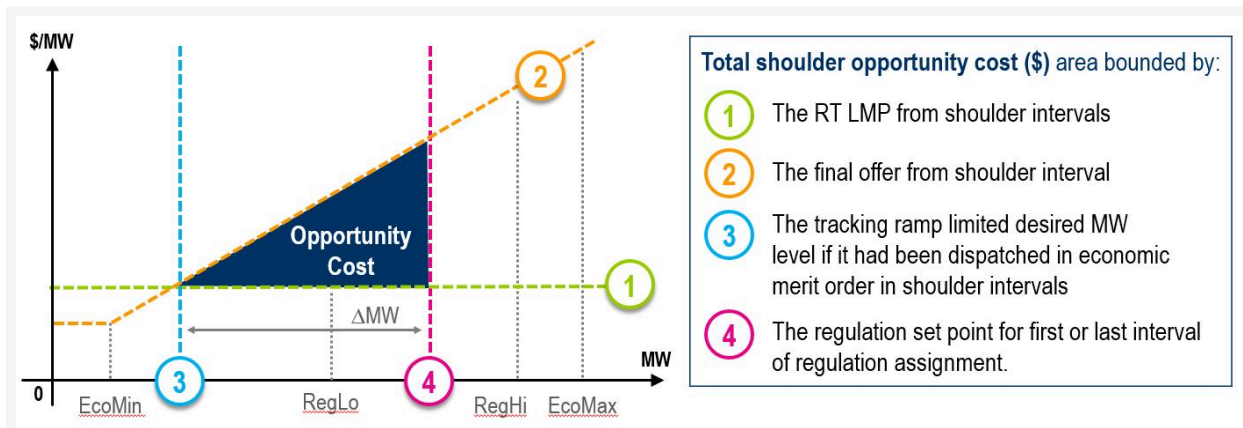 $/MW
2
Opportunity
Cost
1
ΔMW
MW
0
EcoMin
3
RegLo
4
RegHi
EcoMax
Total shoulder opportunity cost ($) area bounded by:
1
The RT LMP from shoulder intervals
2
The final offer from shoulder interval
3
The tracking ramp limited desired MW
level if it had been dispatched in economic
merit order in shoulder intervals
4
The regulation set point for first or last interval
of regulation assignment.